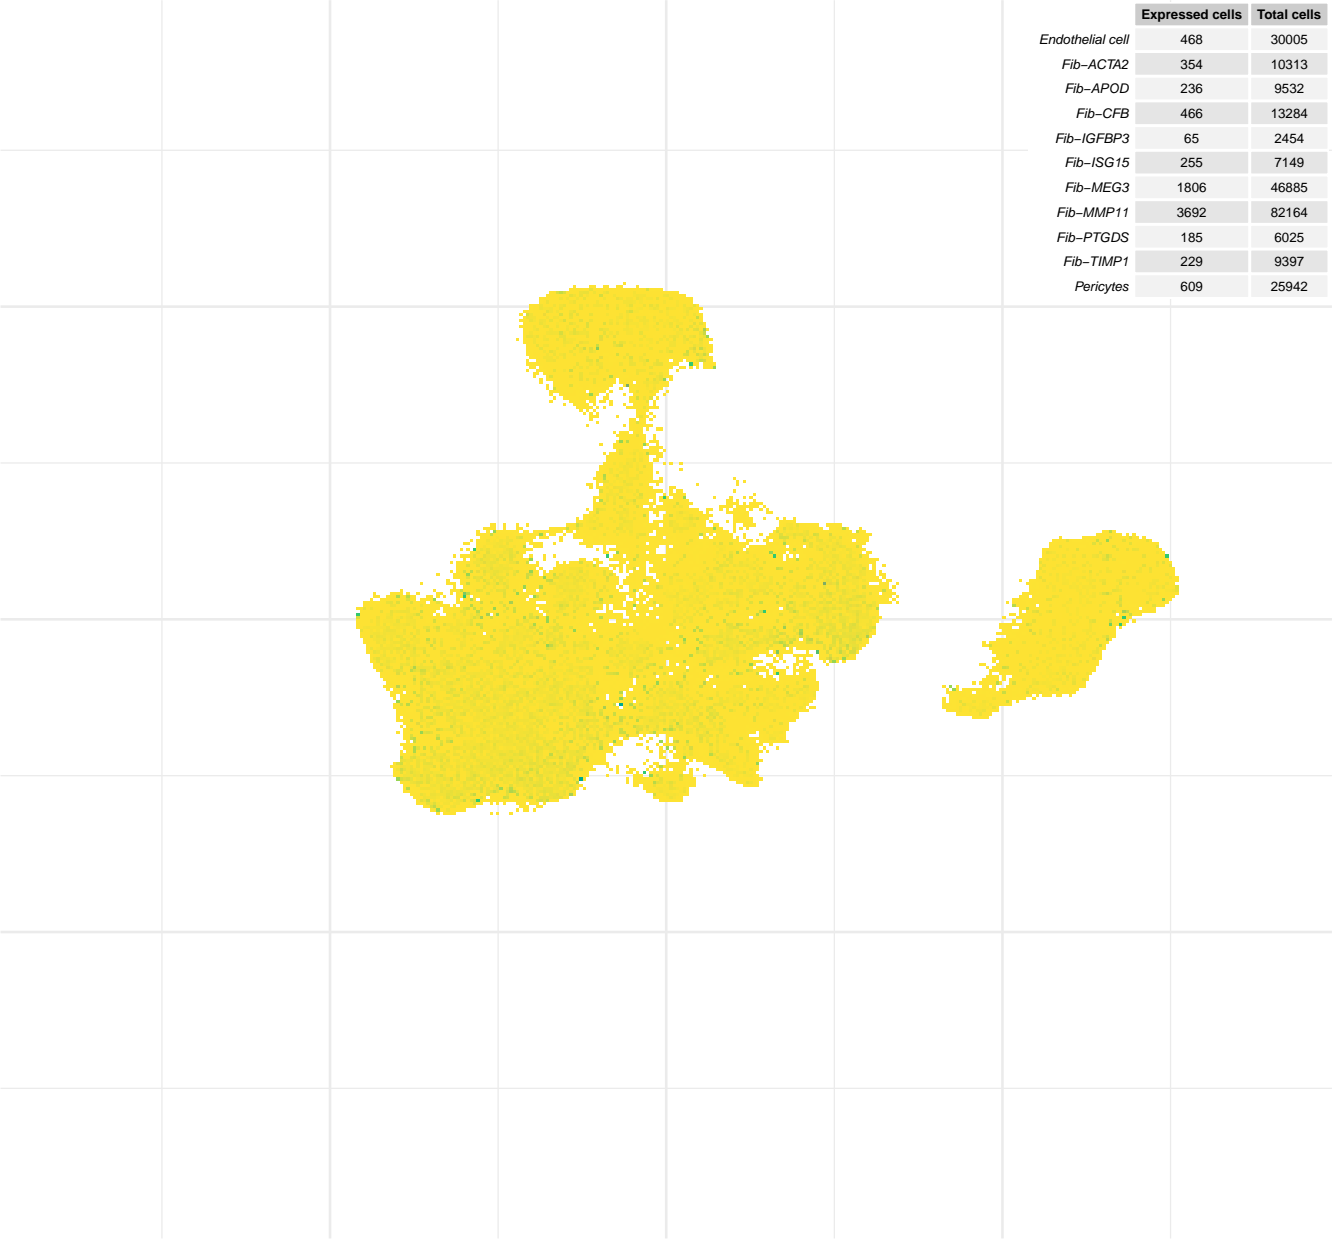 Expressed cells Total cells
Endothelial cell 468 30005
Fib−ACTA2 354 10313
Fib−APOD 236 9532
Fib−CFB 466 13284
Fib−IGFBP3 65 2454
Fib−ISG15 255 7149
Fib−MEG3 1806 46885
Fib−MMP11 3692 82164
Fib−PTGDS 185 6025
Fib−TIMP1 229 9397
Pericytes 609 25942